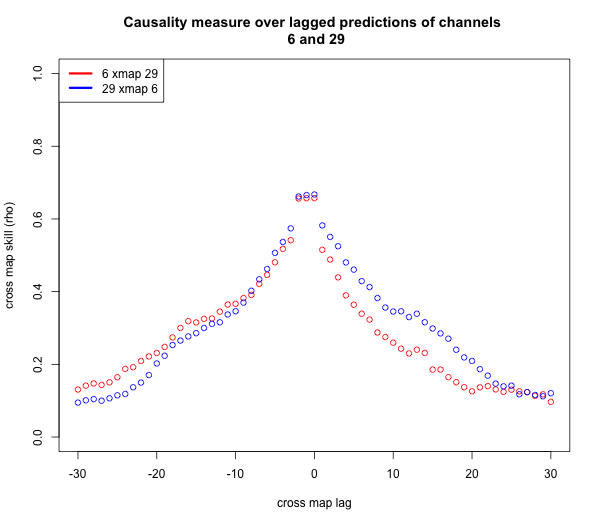 Causality measure over lagged predictions of channels
6 and 29
6 xmap 29
29 xmap 6
cross map skill (rho)
1.0
0.8
0.6
0.4
0.2
0.0
-30 -20 -10 0 10 20 30
cross map lag